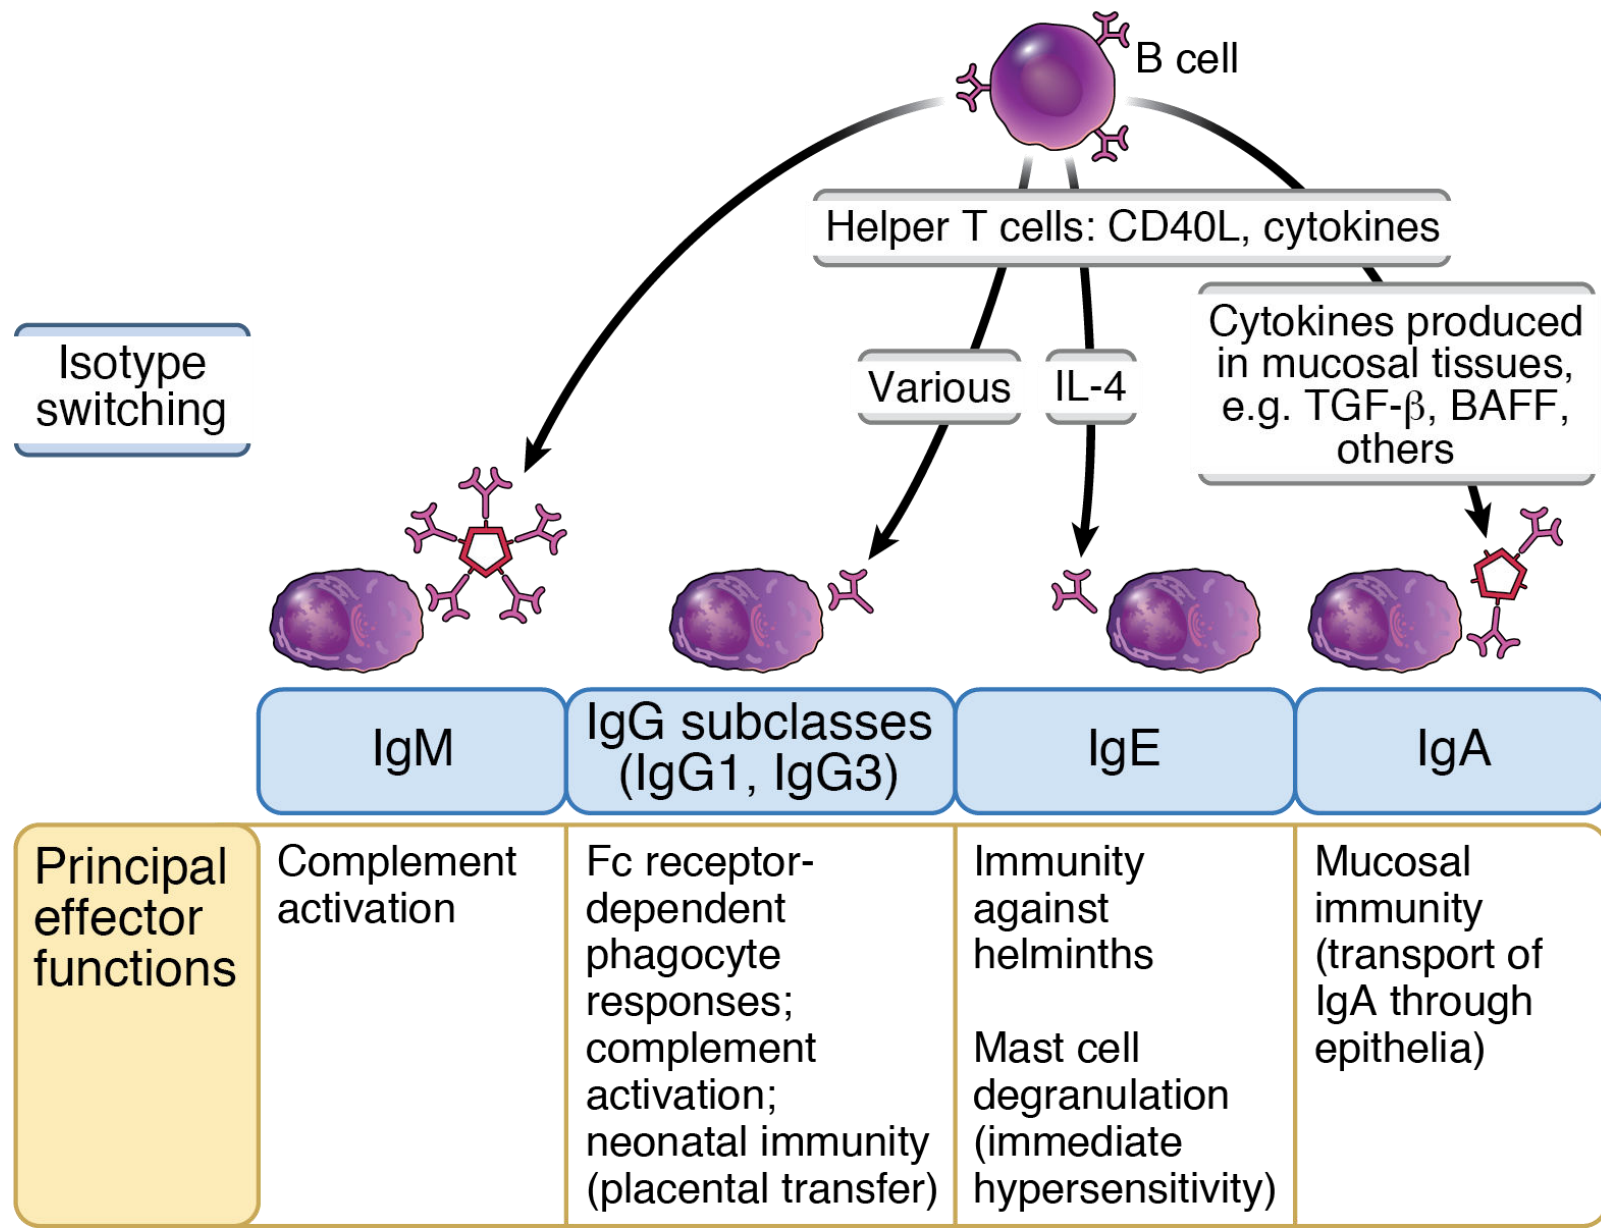 B cell
Helper T cells: CD40L, cytokines
Isotype
switching
Various
IL-4
Cytokines produced
in mucosal tissues,
e.g. TGF-β, BAFF,
others
IgM
IgG subclasses
(IgG1, IgG3)
IgE
IgA
Principal
effector
functions
Complement
activation
Fc receptor-
dependent
phagocyte
responses;
complement
activation;
neonatal immunity
(placental transfer)
Immunity
against
helminths
Mast cell
degranulation
(immediate
hypersensitivity)
Mucosal
immunity
(transport of
IgA through
epithelia)